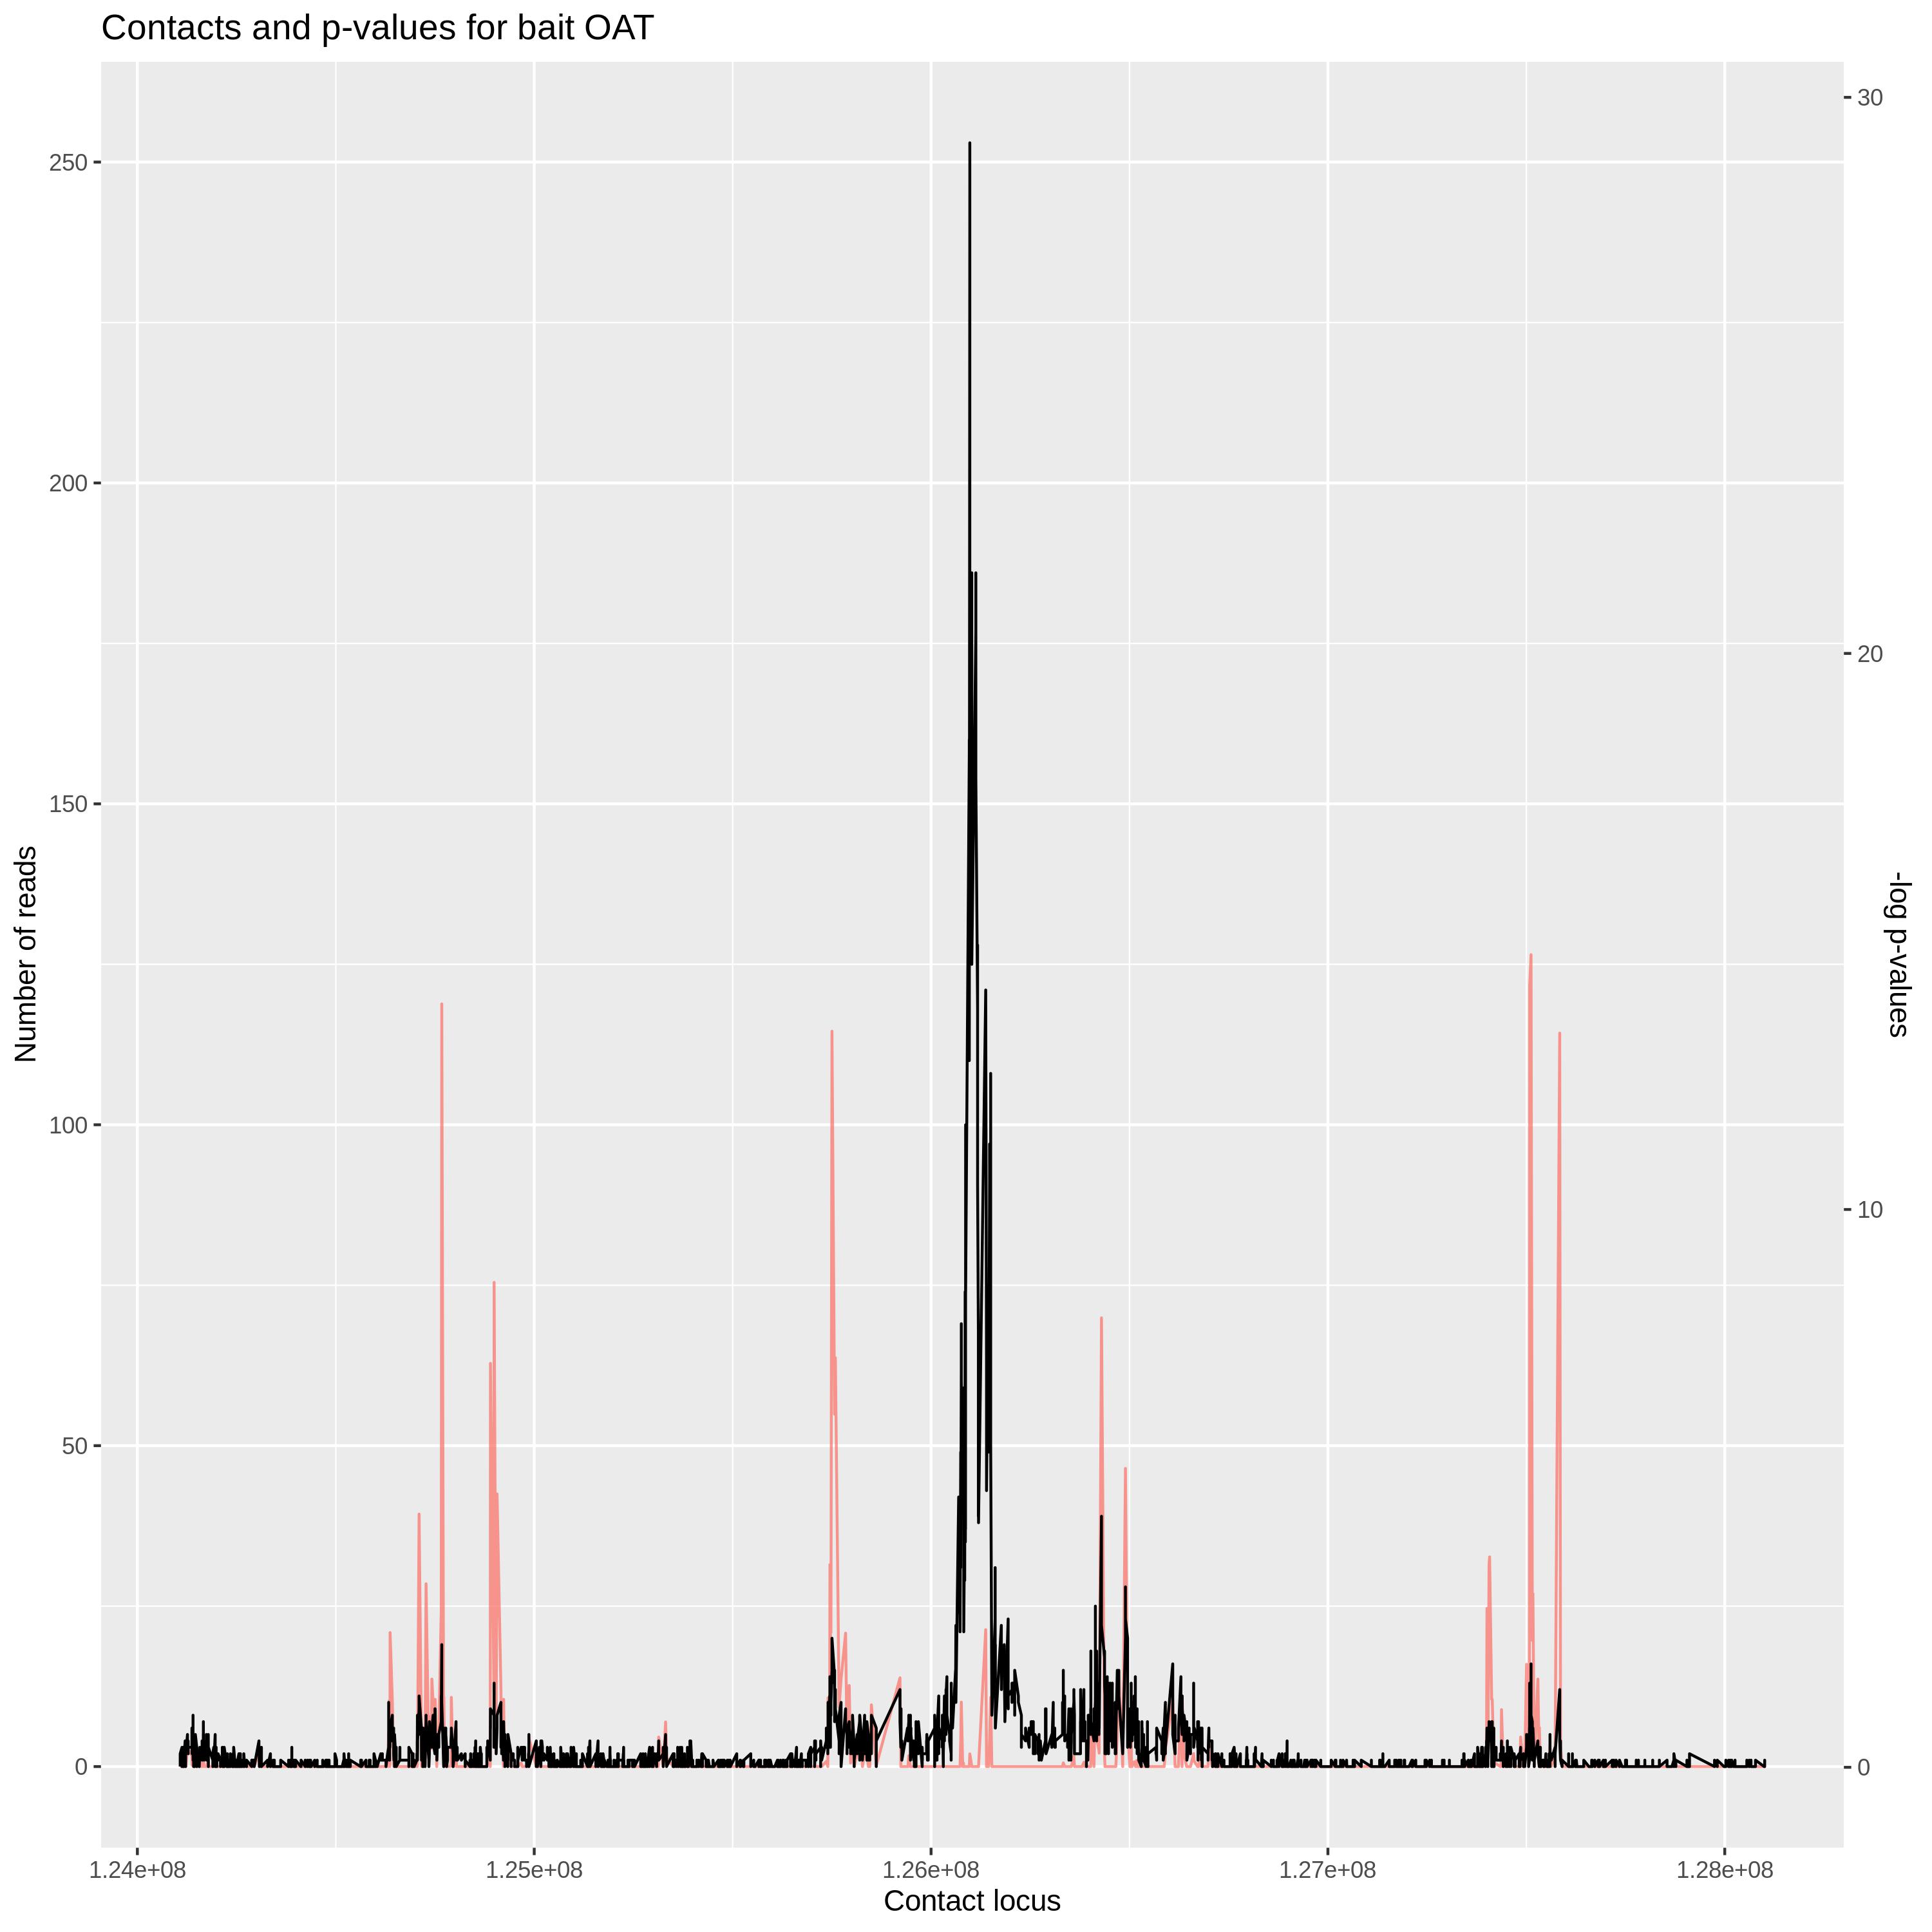 Contacts and p-values for bait OAT
30
250
200
20
150
Number of reads
-log p-values
100
10
50
0
0
1.24e+08
1.25e+08
1.26e+08
1.27e+08
1.28e+08
Contact locus